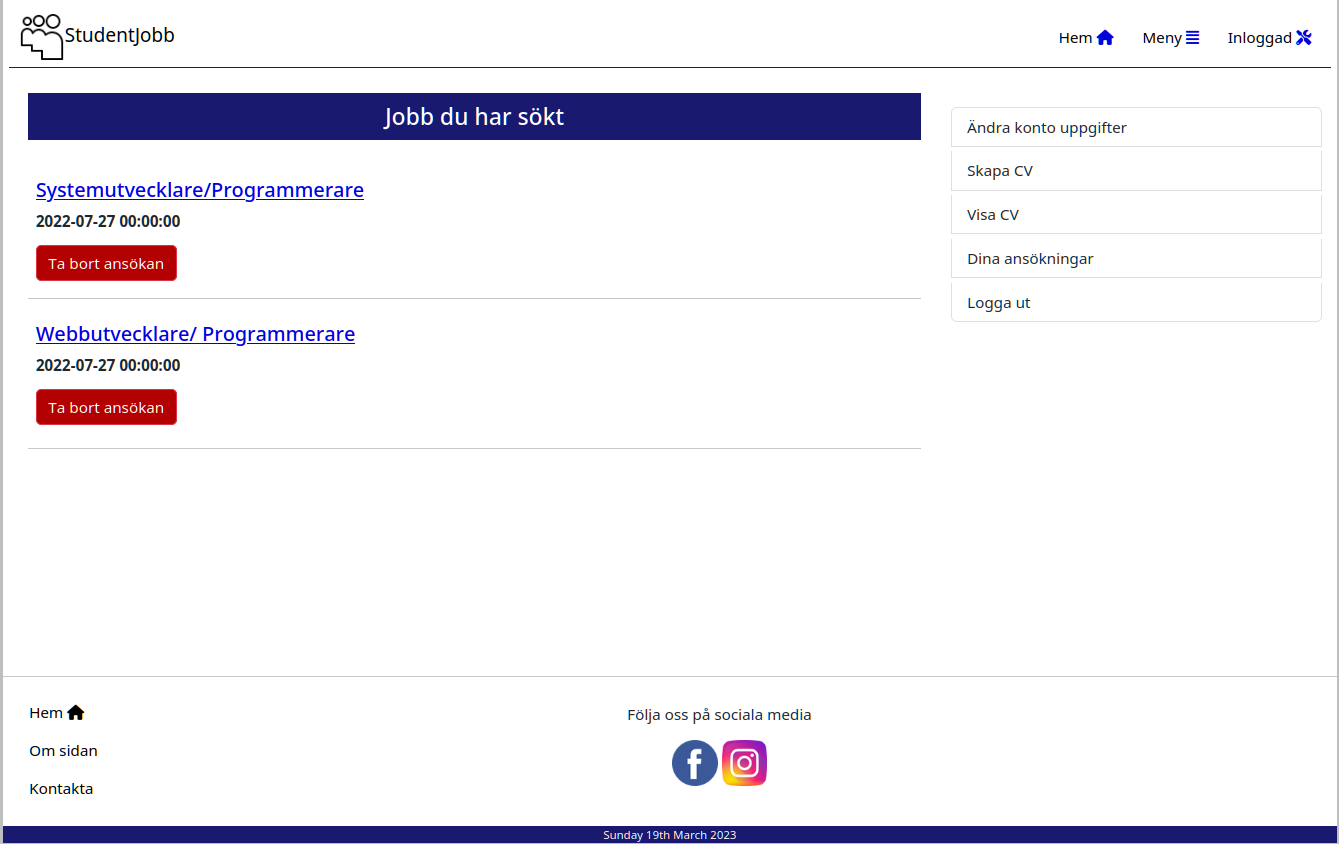 StudentJobb
Hem
Meny
Inloggad
Jobb du har sökt
Systemutvecklare/Programmerare
2022-07-27 00:00:00
Ta bort ansökan
Webbutvecklare/ Programmerare
2022-07-27 00:00:00
Ta bort ansökan
Ändra konto uppgifter
Skapa CV
Visa CV
Dina ansökningar
Logga ut
Hem
Om sidan
Kontakta
Följa oss på sociala media
Sunday 19th March 2023